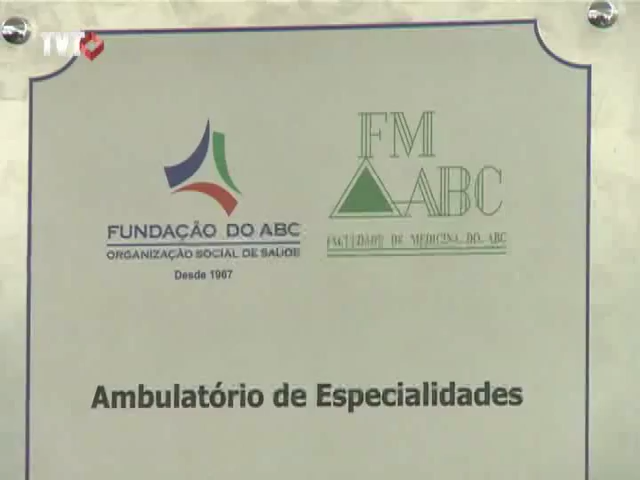 TVT
FUNDAÇÃO DO ABC
ORGANIZAÇÃO SOCIAL DE SAÚDE
Desde 1967
FM
ABC
FACULDADE DE MEDICINA DO ABC
Ambulatório de Especialidades